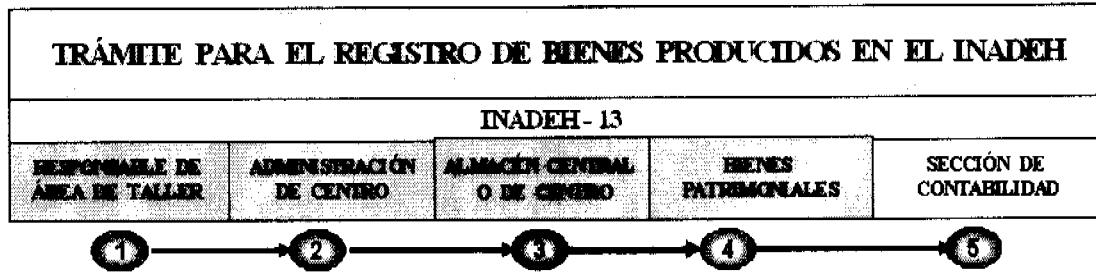 TRÁMITE PARA EL REGISTRO DE BIENES PRODUCIDOS EN EL INADEH
INADEH - 13
RESPONSABLE DE
ÁREA DE TALLER
ADMINISTRACIÓN
DE CENTRO
ALMACÉN CENTRAL
O DE CENTRO
BIENES
PATRIMONIALES
SECCIÓN DE
CONTABILIDAD
1 2 3 4 5